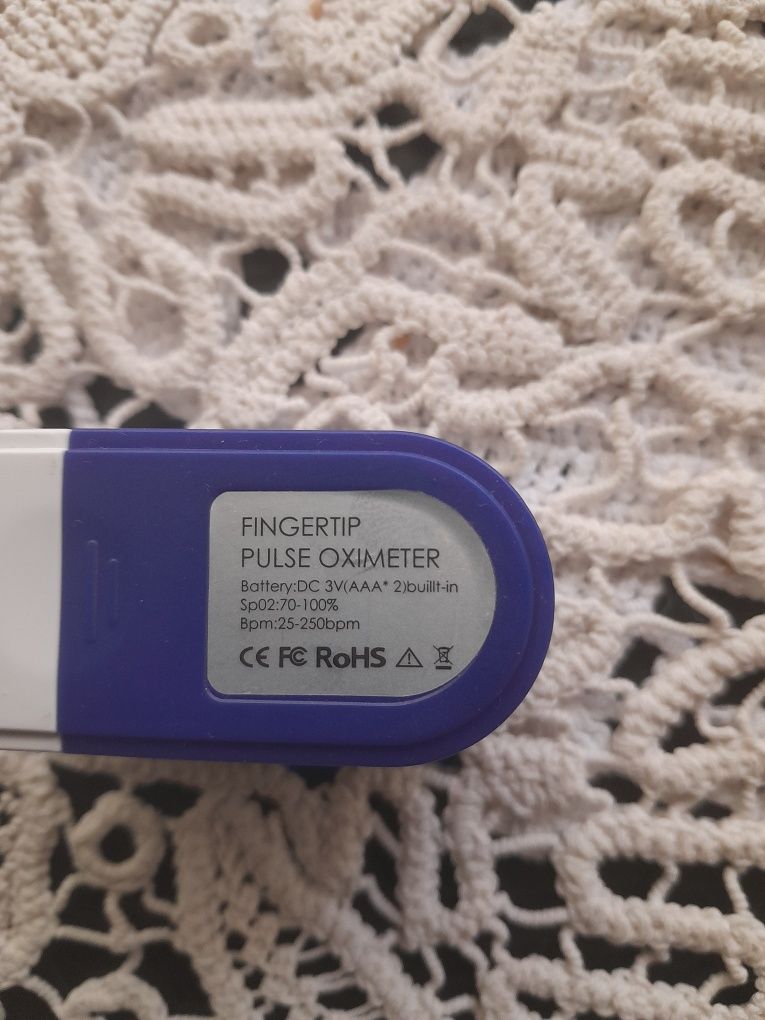 FINGERTIP
PULSE OXIMETER
Battery:DC 3V(AAA* 2)buillt-in
Sp02:70-100%
Bpm:25-250bpm
CE FC RoHS